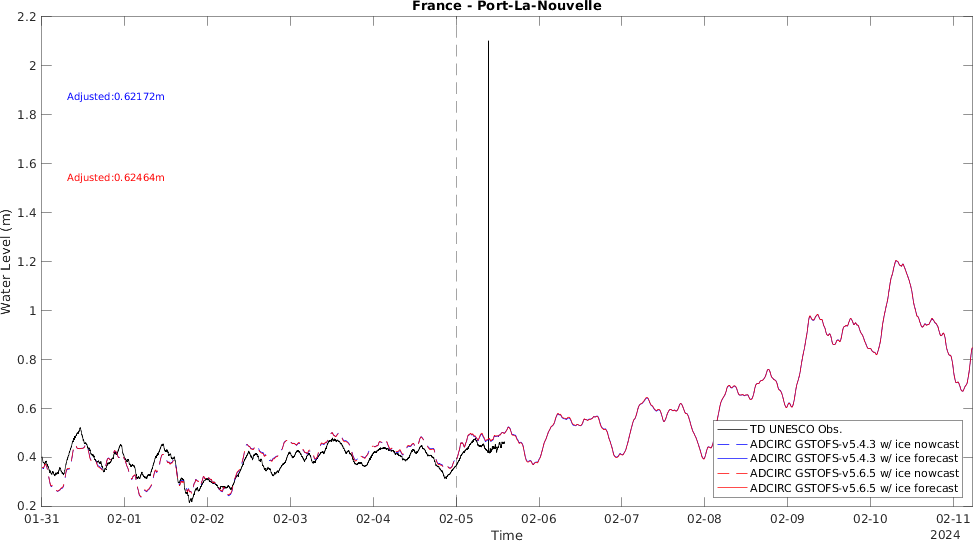 France - Port-La-Nouvelle
2.2
2
1.8
1.6
1.4
1.2
1
0.8
0.6
0.4
0.2
Water Level (m)
Adjusted:0.62172m
Adjusted:0.62464m
TD UNESCO Obs.
ADCIRC GSTOFS-v5.4.3 w/ ice nowcast
ADCIRC GSTOFS-v5.4.3 w/ ice forecast
ADCIRC GSTOFS-v5.6.5 w/ ice nowcast
ADCIRC GSTOFS-v5.6.5 w/ ice forecast
01-31 02-01 02-02 02-03 02-04 02-05 02-06 02-07 02-08 02-09 02-10 02-11
2024
Time